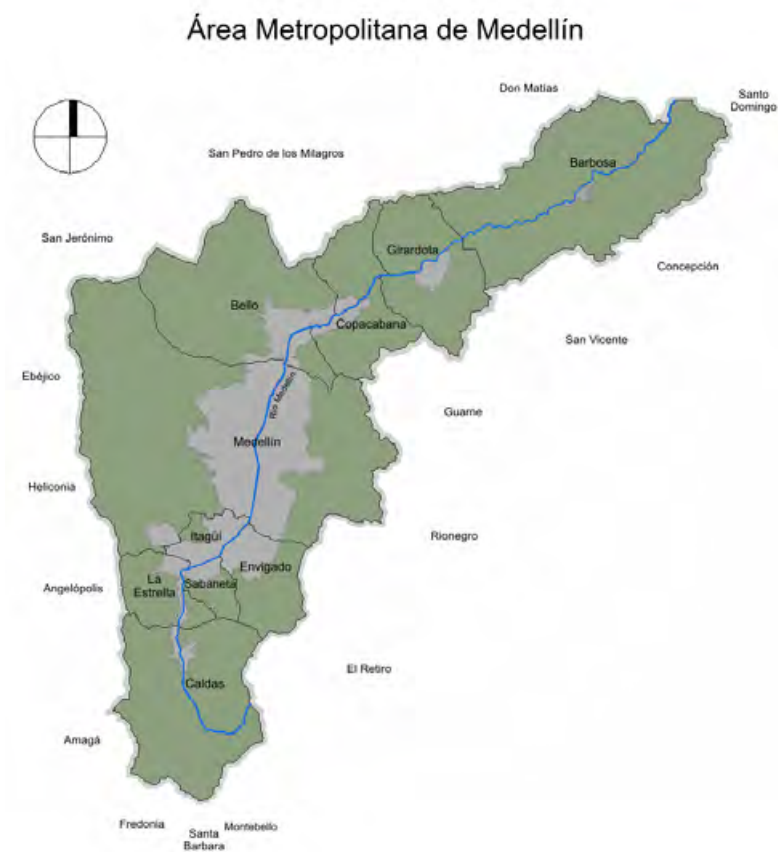 Área Metropolitana de Medellín
Don Matías
Santo
Domingo
San Pedro de los Milagros
Barbosa
San Jerónimo
Girardota
Concepción
Bello
Copacabana
San Vicente
Ebéjico
Río Medellín
Guarne
Medellín
Heliconia
Itagüí
Rionegro
La
Estrella
Sabaneta
Envigado
Angelópolis
El Retiro
Caldas
Amagá
Fredonia
Santa
Barbara
Montebello